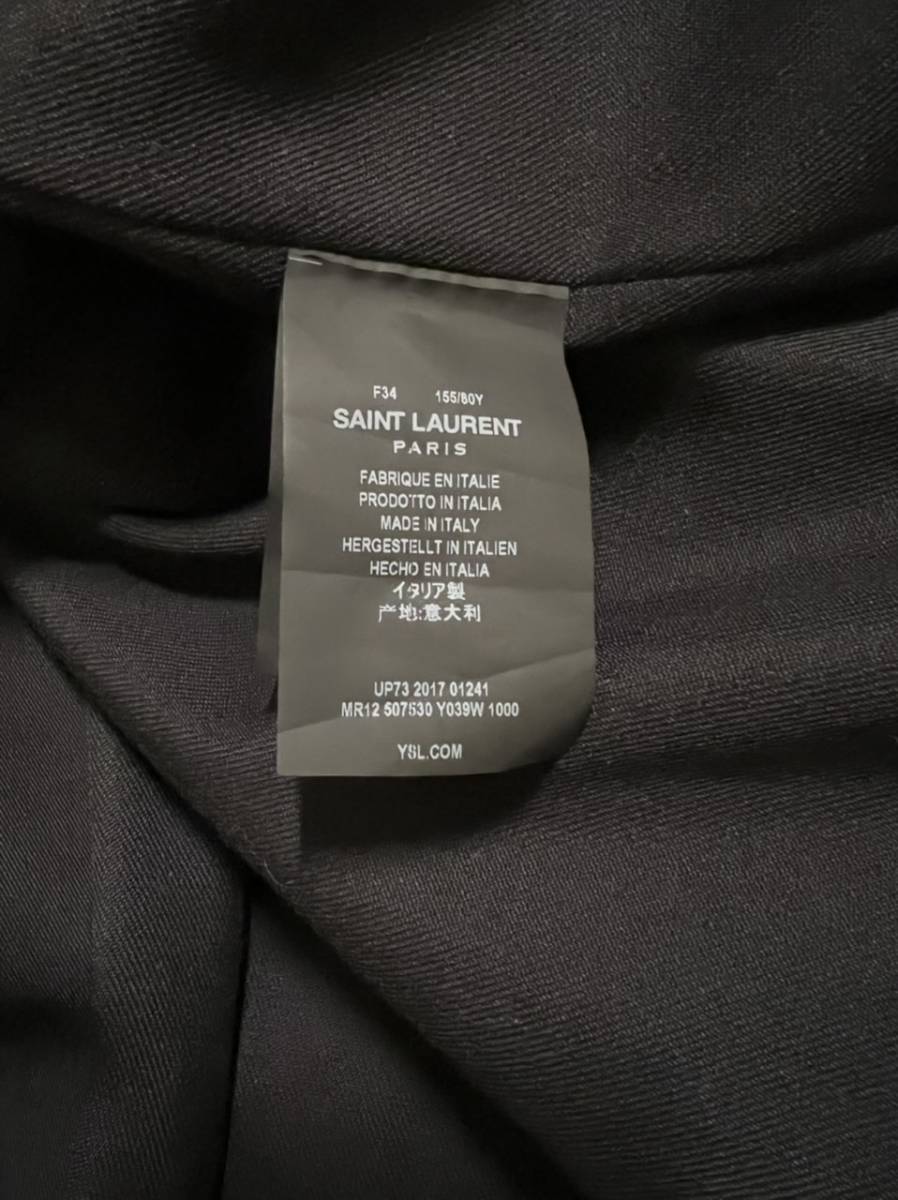 F34 155/80Y
SAINT LAURENT
PARIS
FABRIQUE EN ITALIE
PRODOTTO IN ITALIA
MADE IN ITALY
HERGESTELLT IN ITALIEN
HECHO EN ITALIA
イタリア製
产地:意大利
UP73 2017 01241
MR12 507530 Y039W 1000
YSL.COM